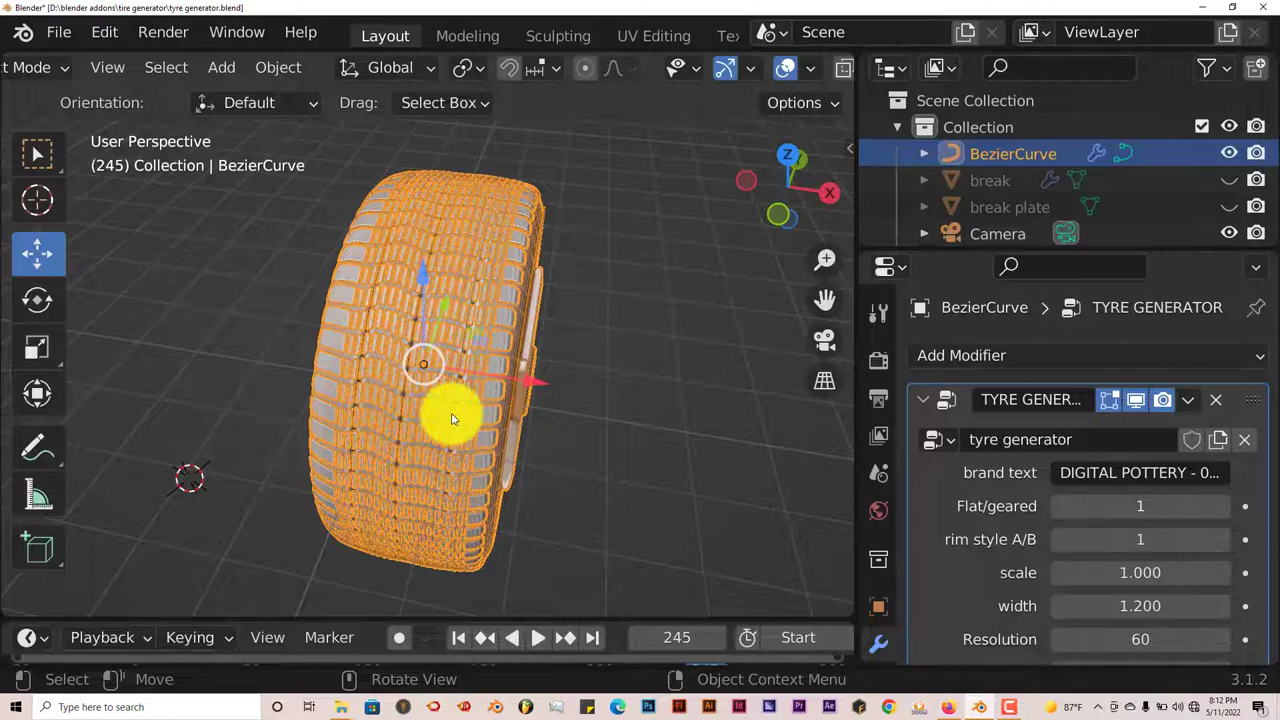 Blender* [D:\blender addons\tire generator\tyre generator.blend]
File Edit Render Window Help Layout Modeling Sculpting UV Editing Te Scene ViewLayer
ct Mode View Select Add Object Global
Orientation: Default Drag: Select Box Options
User Perspective
(245) Collection | BezierCurve
Z
X
Scene Collection
Collection
BezierCurve
break
break plate
Camera
BezierCurve TYRE GENERATOR
Add Modifier
TYRE GENER...
tyre generator
brand text DIGITAL POTTERY - 0...
Flat/geared 1
rim style A/B 1
scale 1.000
width 1.200
Resolution 60
Playback Keying View Marker 245 Start
Select Move Rotate View Object Context Menu 3.1.2
Type here to search 87°F 8:12 PM
5/11/2022